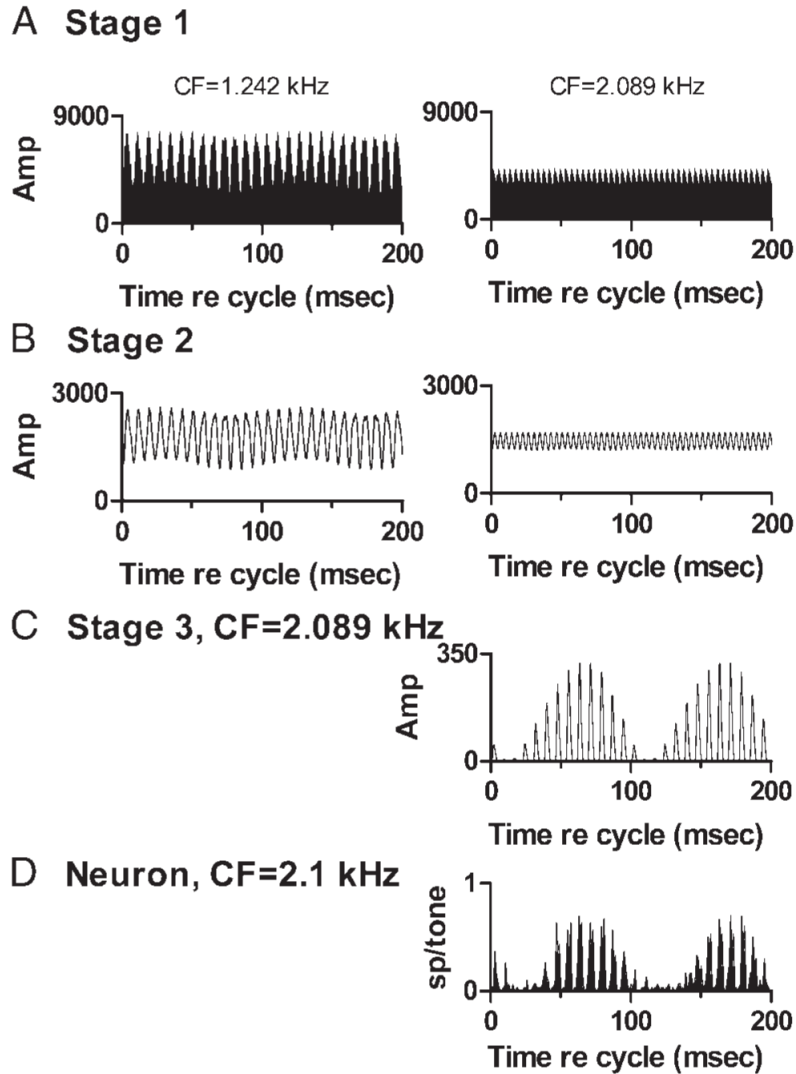 A Stage 1
CF=1.242 kHz
9000
Amp
0
0 100 200
Time re cycle (msec)
CF=2.089 kHz
9000
0
0 100 200
Time re cycle (msec)
B Stage 2
3000
Amp
0
0 100 200
Time re cycle (msec)
3000
0
0 100 200
Time re cycle (msec)
C Stage 3, CF=2.089 kHz
350
Amp
0
0 100 200
Time re cycle (msec)
D Neuron, CF=2.1 kHz
1
sp/tone
0
0 100 200
Time re cycle (msec)